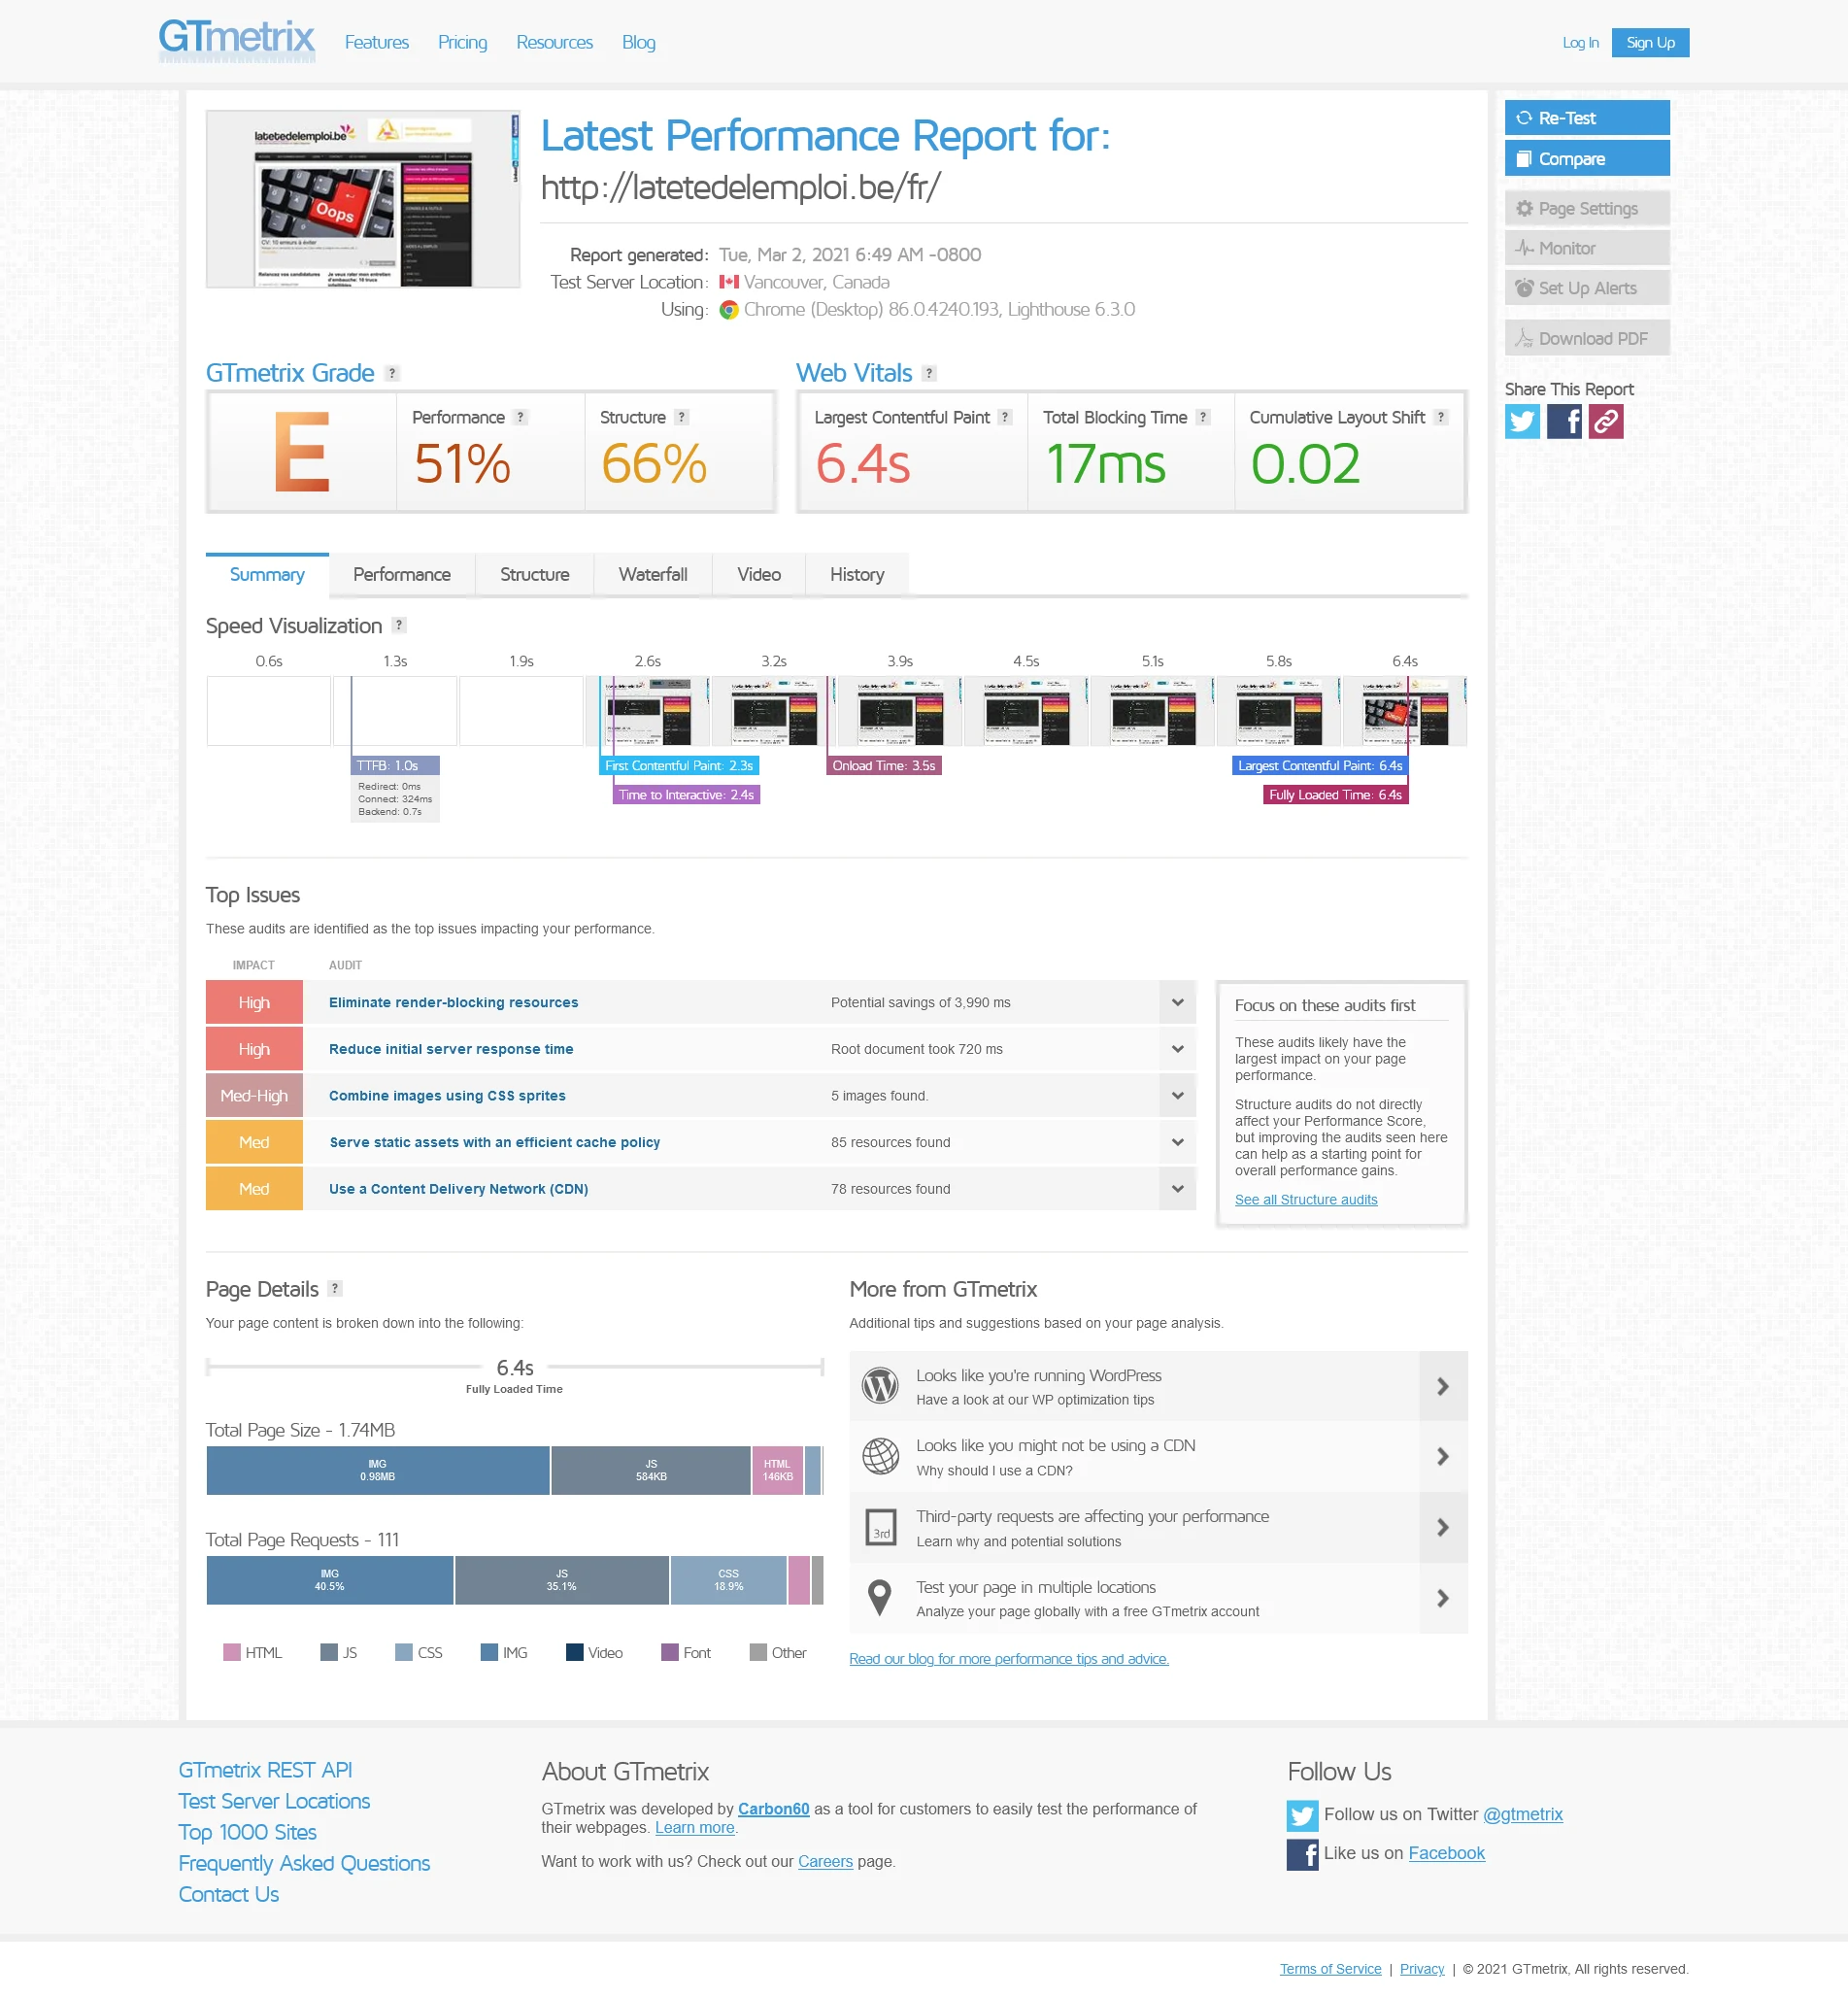 GTmetrix
Features Pricing Resources Blog
Log In Sign Up
latetedelemploi.be
Oops
CV: 10 erreurs à éviter
Relancez vos candidatures
Je veux rater mon entretien d'embauche: 10 trucs
LinkedIn
Latest Performance Report for:
http://latetedelemploi.be/fr/
Report generated: Tue, Mar 2, 2021 6:49 AM -0800
Test Server Location: Vancouver, Canada
Using: Chrome (Desktop) 86.0.4240.193, Lighthouse 6.3.0
Re-Test
Compare
Page Settings
Monitor
Set Up Alerts
Download PDF
Share This Report
GTmetrix Grade ?
E
Performance ?
51%
Structure ?
66%
Web Vitals ?
Largest Contentful Paint ?
6.4s
Total Blocking Time ?
17ms
Cumulative Layout Shift ?
0.02
Summary Performance Structure Waterfall Video History
Speed Visualization ?
0.6s 1.3s 1.9s 2.6s 3.2s 3.9s 4.5s 5.1s 5.8s 6.4s
TTFB: 1.0s
Redirect: 0ms
Connect: 324ms
Backend: 0.7s
First Contentful Paint: 2.3s
Time to Interactive: 2.4s
Onload Time: 3.5s
Largest Contentful Paint: 6.4s
Fully Loaded Time: 6.4s
Top Issues
These audits are identified as the top issues impacting your performance.
IMPACT AUDIT
High Eliminate render-blocking resources Potential savings of 3,990 ms
High Reduce initial server response time Root document took 720 ms
Med-High Combine images using CSS sprites 5 images found.
Med Serve static assets with an efficient cache policy 85 resources found
Med Use a Content Delivery Network (CDN) 78 resources found
Focus on these audits first
These audits likely have the
largest impact on your page
performance.
Structure audits do not directly
affect your Performance Score,
but improving the audits seen here
can help as a starting point for
overall performance gains.
See all Structure audits
Page Details ?
Your page content is broken down into the following:
6.4s
Fully Loaded Time
Total Page Size - 1.74MB
IMG
0.98MB
JS
584KB
HTML
146KB
Total Page Requests - 111
IMG
40.5%
JS
35.1%
CSS
18.9%
HTML JS CSS IMG Video Font Other
More from GTmetrix
Additional tips and suggestions based on your page analysis.
Looks like you're running WordPress
Have a look at our WP optimization tips
Looks like you might not be using a CDN
Why should I use a CDN?
3rd
Third-party requests are affecting your performance
Learn why and potential solutions
Test your page in multiple locations
Analyze your page globally with a free GTmetrix account
Read our blog for more performance tips and advice.
GTmetrix REST API
Test Server Locations
Top 1000 Sites
Frequently Asked Questions
Contact Us
About GTmetrix
GTmetrix was developed by Carbon60 as a tool for customers to easily test the performance of
their webpages. Learn more.
Want to work with us? Check out our Careers page.
Follow Us
Follow us on Twitter @gtmetrix
Like us on Facebook
Terms of Service | Privacy | © 2021 GTmetrix, All rights reserved.